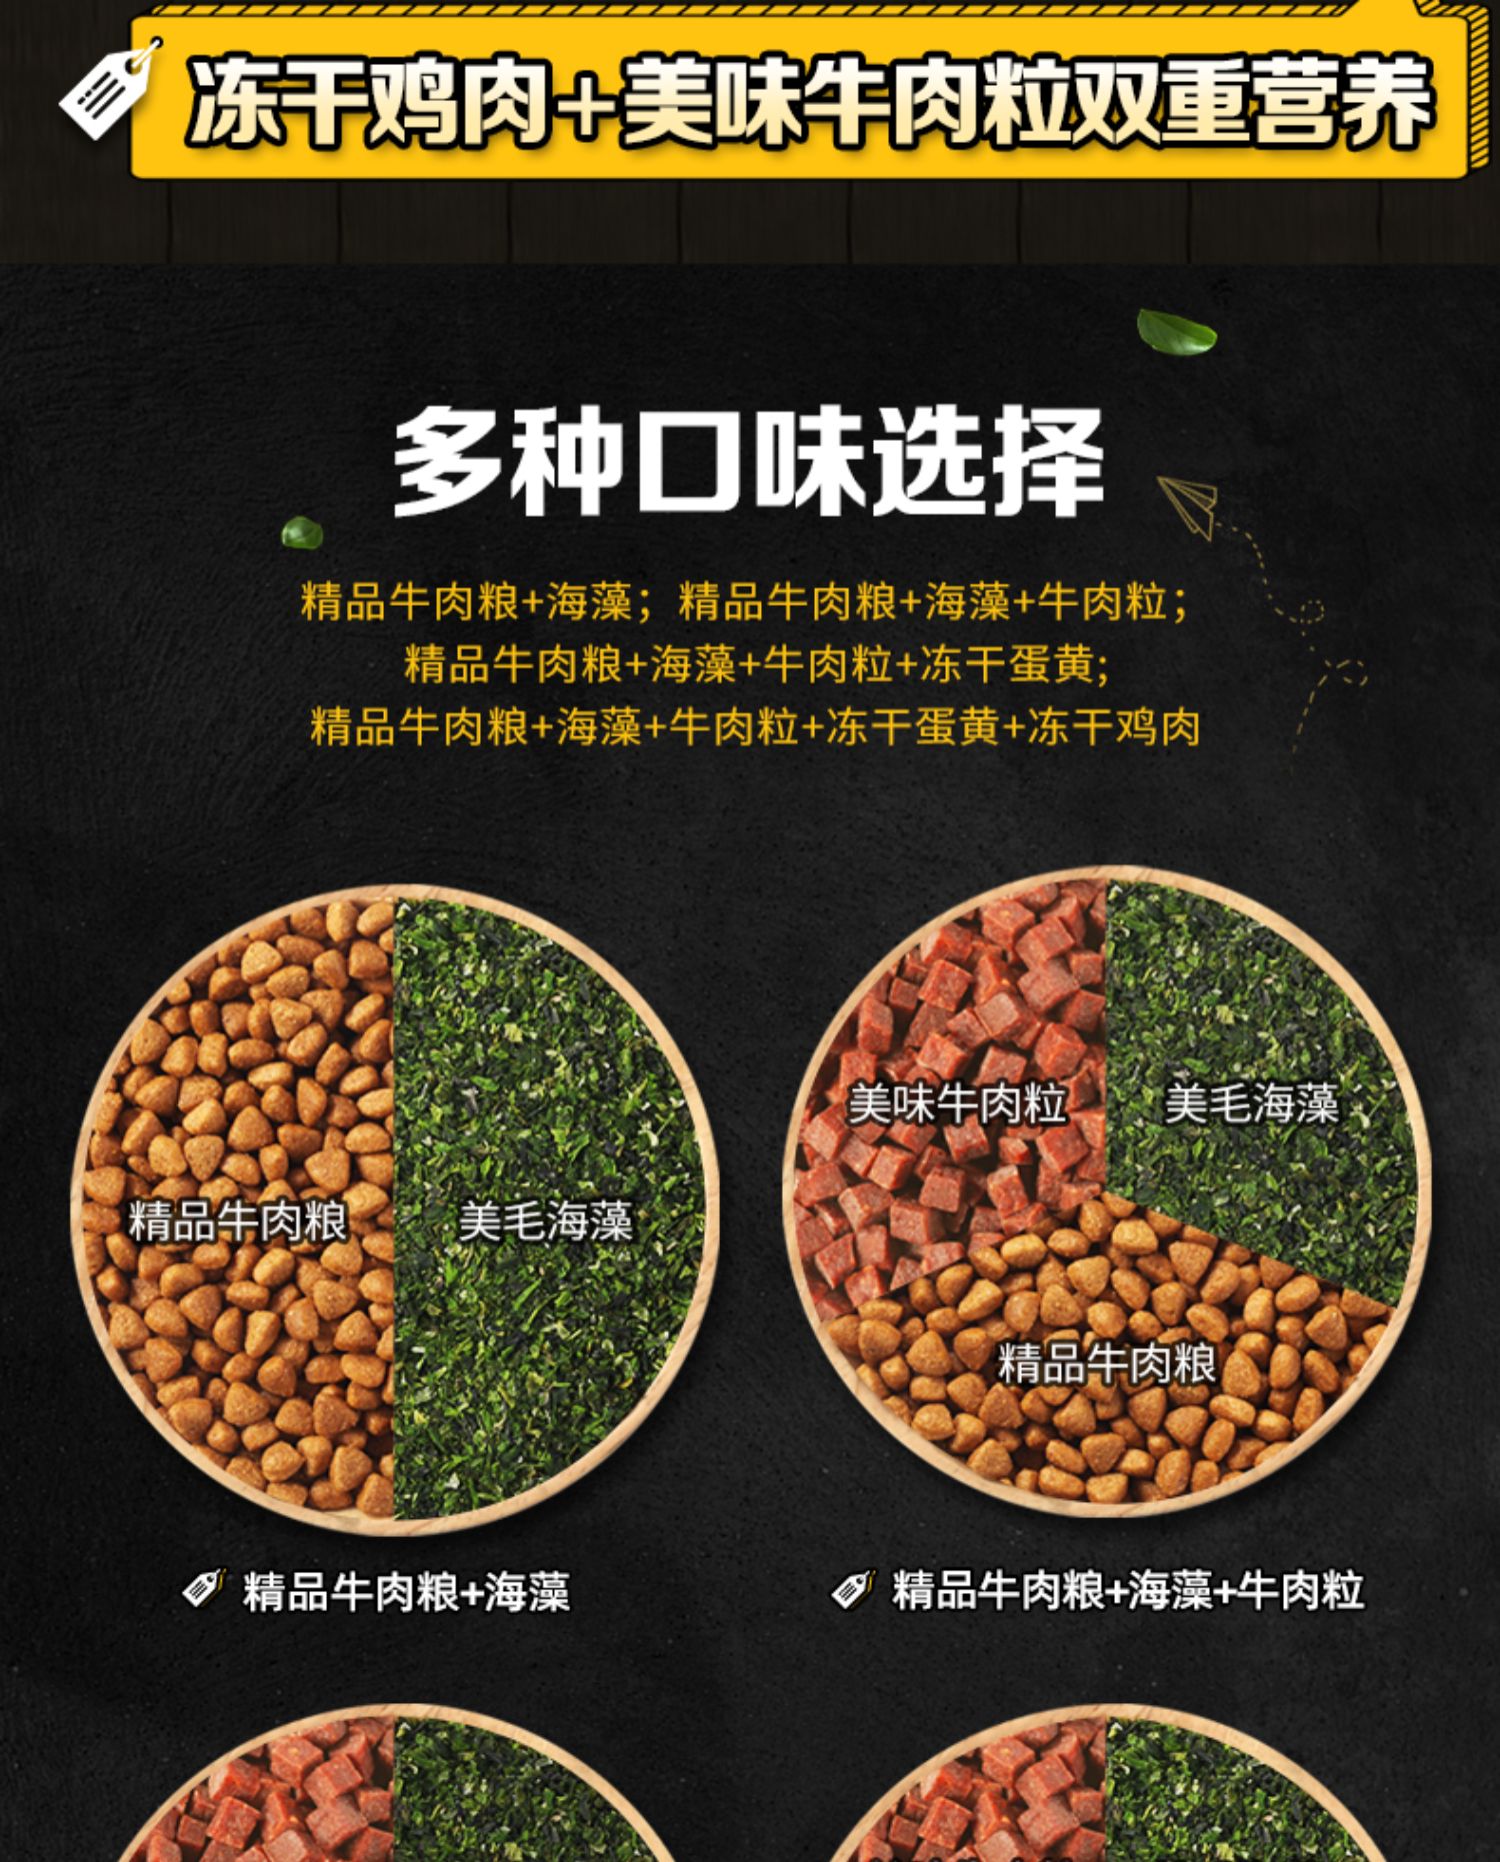 冻干鸡肉+美味牛肉粒双重营养
多种口味选择
精品牛肉粮+海藻；精品牛肉粮+海藻+牛肉粒；
精品牛肉粮+海藻+牛肉粒+冻干蛋黄;
精品牛肉粮+海藻+牛肉粒+冻干蛋黄+冻干鸡肉
美味牛肉粒
美毛海藻
精品牛肉粮
美毛海藻
精品牛肉粮
精品牛肉粮+海藻
精品牛肉粮+海藻+牛肉粒